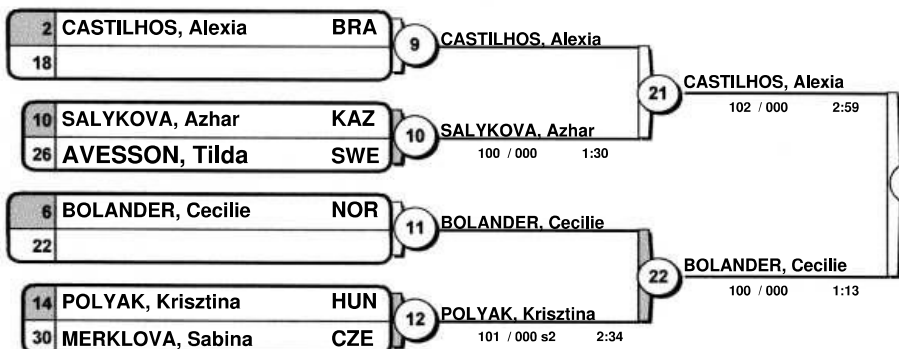 2 CASTILHOS, Alexia BRA
18
9 CASTILHOS, Alexia
10 SALYKOVA, Azhar KAZ
26 AVESSON, Tilda SWE
10 SALYKOVA, Azhar
100 / 000 1:30
21 CASTILHOS, Alexia
102 / 000 2:59
6 BOLANDER, Cecilie NOR
22
11 BOLANDER, Cecilie
14 POLYAK, Krisztina HUN
30 MERKLOVA, Sabina CZE
12 POLYAK, Krisztina
101 / 000 s2 2:34
22 BOLANDER, Cecilie
100 / 000 1:13